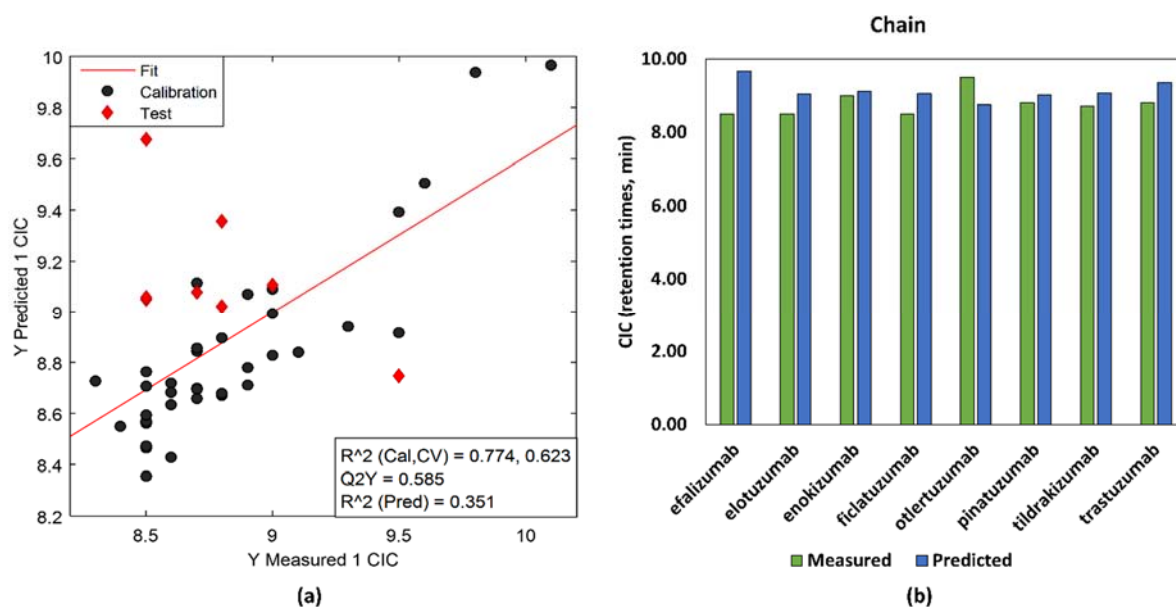 Fit
Calibration
Test
10
9.8
9.6
9.4
9.2
9
8.8
8.6
8.4
8.2
Y Predicted 1 CIC
R^2 (Cal,CV) = 0.774, 0.623
Q2Y = 0.585
R^2 (Pred) = 0.351
8.5 9 9.5 10
Y Measured 1 CIC
(a)
Chain
10.00
8.00
6.00
4.00
2.00
0.00
CIC (retention times, min)
efalizumab
elotuzumab
enokizumab
ficlatuzumab
otlertuzumab
pinatuzumab
tildrakizumab
trastuzumab
Measured Predicted
(b)